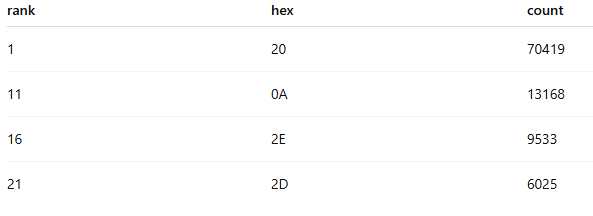 rank hex count
1 20 70419
11 0A 13168
16 2E 9533
21 2D 6025